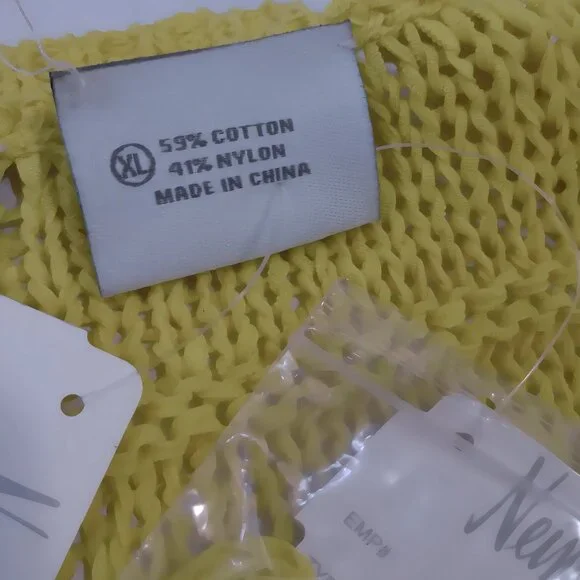 XL
59% COTTON
41% NYLON
MADE IN CHINA
EMP#